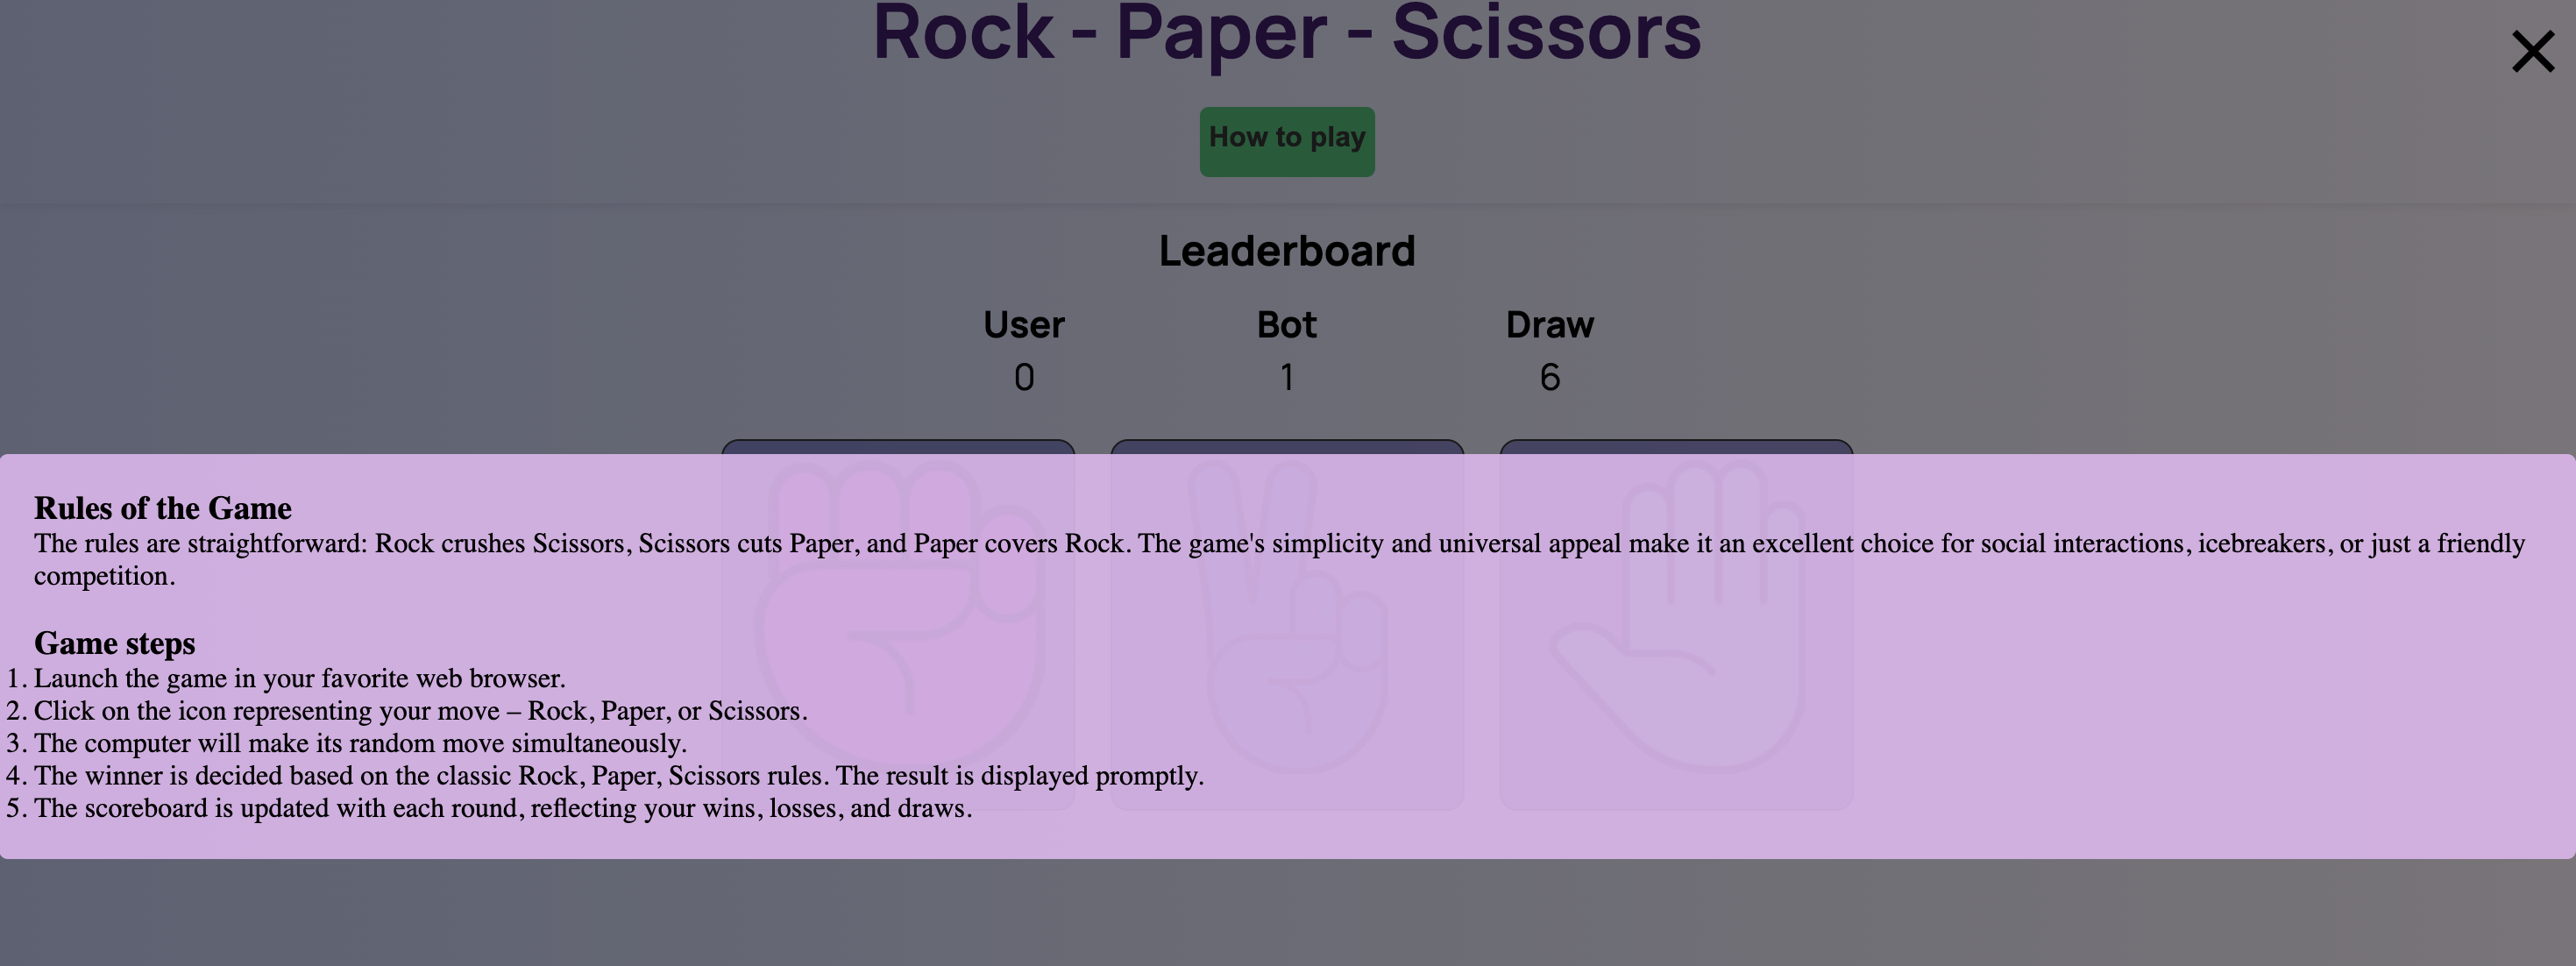 Rock - Paper - Scissors
How to play
Leaderboard
User Bot Draw
0 1 6
Rules of the Game
The rules are straightforward: Rock crushes Scissors, Scissors cuts Paper, and Paper covers Rock. The game's simplicity and universal appeal make it an excellent choice for social interactions, icebreakers, or just a friendly
competition.
Game steps
1. Launch the game in your favorite web browser.
2. Click on the icon representing your move – Rock, Paper, or Scissors.
3. The computer will make its random move simultaneously.
4. The winner is decided based on the classic Rock, Paper, Scissors rules. The result is displayed promptly.
5. The scoreboard is updated with each round, reflecting your wins, losses, and draws.